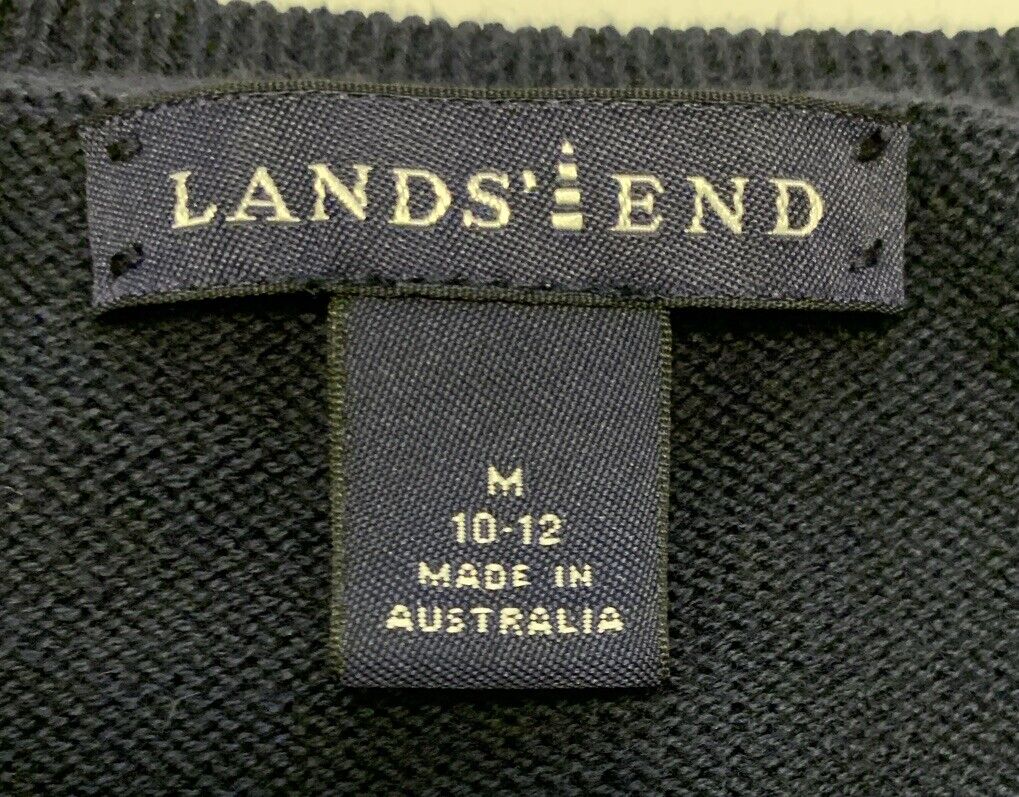 LANDS' END
M
10-12
MADE IN
AUSTRALIA